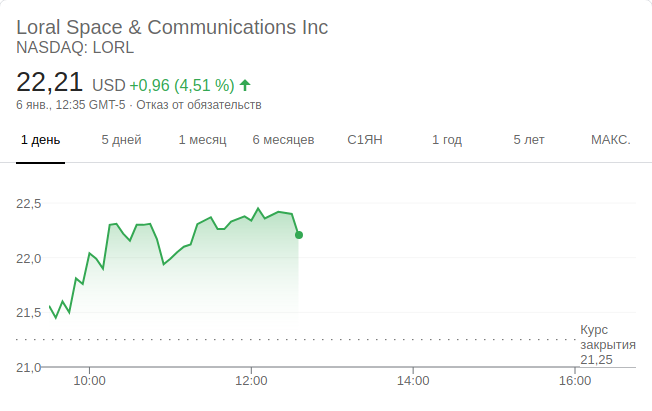 Loral Space & Communications Inc
NASDAQ: LORL
22,21 USD +0,96 (4,51 %)
6 янв., 12:35 GMT-5 · Отказ от обязательств
1 день 5 дней 1 месяц 6 месяцев С1ЯН 1 год 5 лет МАКС.
22,5
22,0
21,5
Курс
закрытия
21,25
21,0
10:00 12:00 14:00 16:00